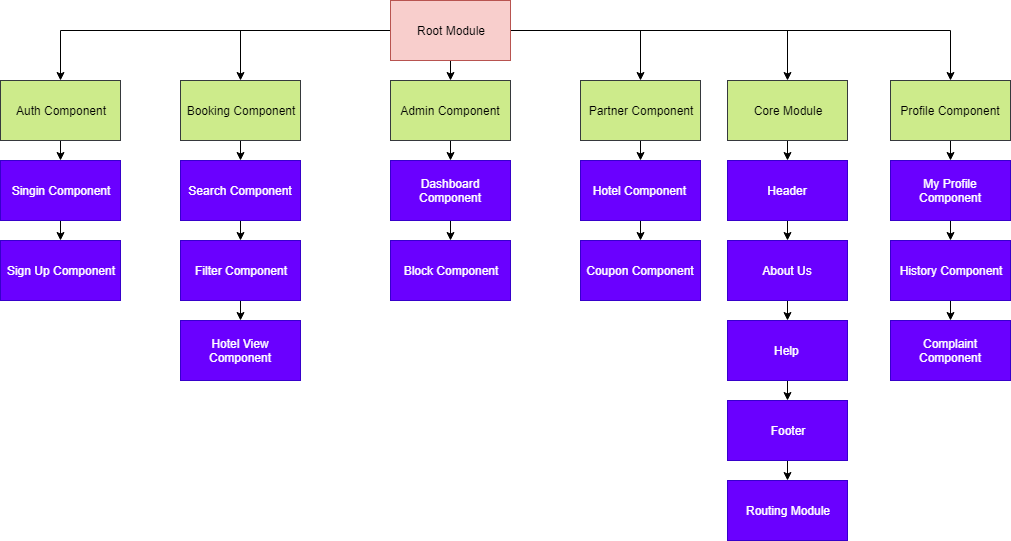 Root Module
Auth Component
Booking Component
Admin Component
Partner Component
Core Module
Profile Component
Singin Component
Search Component
Dashboard
Component
Hotel Component
Header
My Profile
Component
Sign Up Component
Filter Component
Block Component
Coupon Component
About Us
History Component
Hotel View
Component
Help
Complaint
Component
Footer
Routing Module